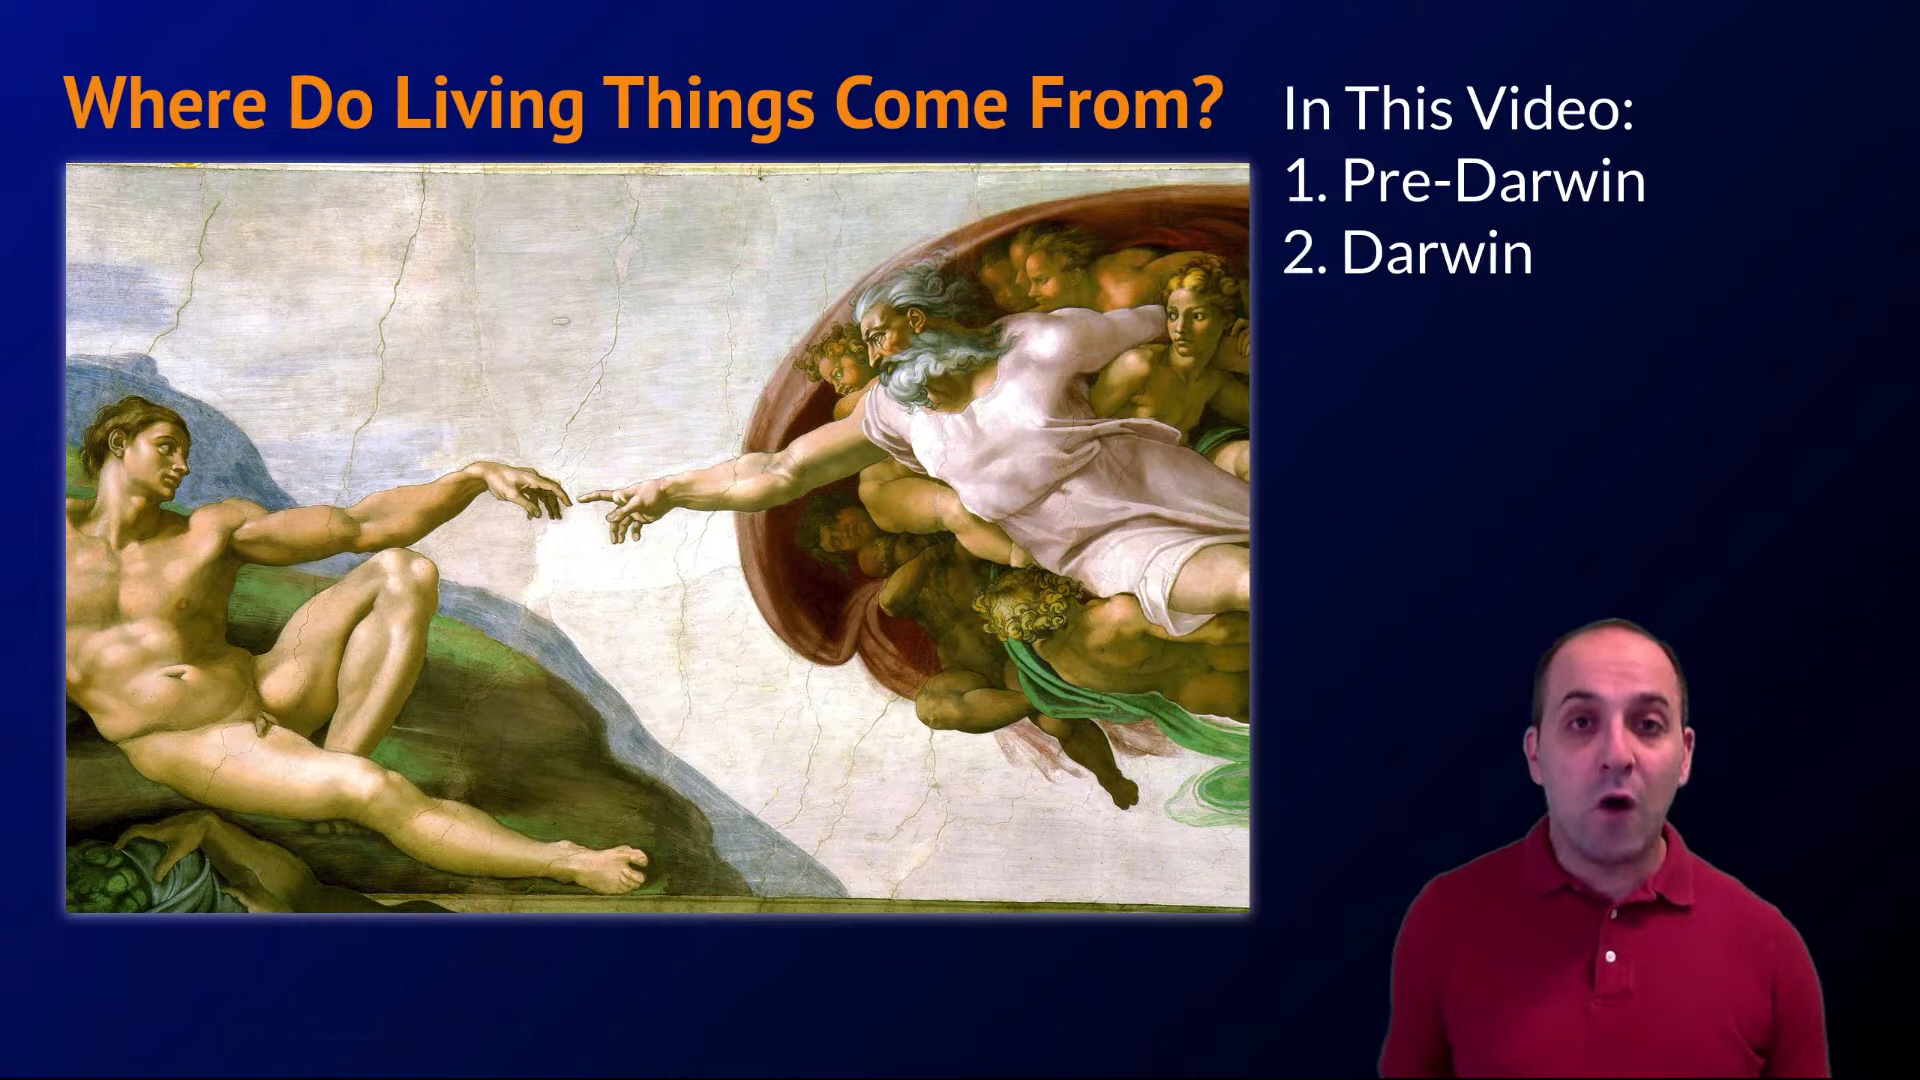 Where Do Living Things Come From?
In This Video:
1. Pre-Darwin
2. Darwin